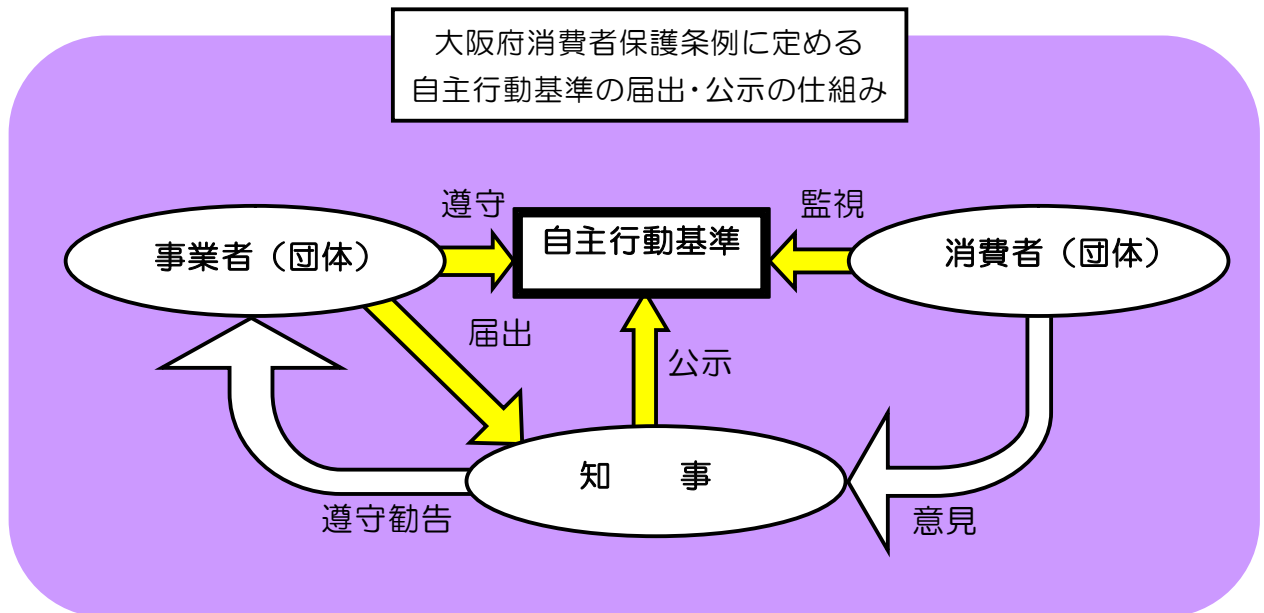 大阪府消費者保護条例に定める
自主行動基準の届出・公示の仕組み
遵守
監視
事業者（団体）
自主行動基準
消費者（団体）
届出
公示
知　　事
遵守勧告
意見